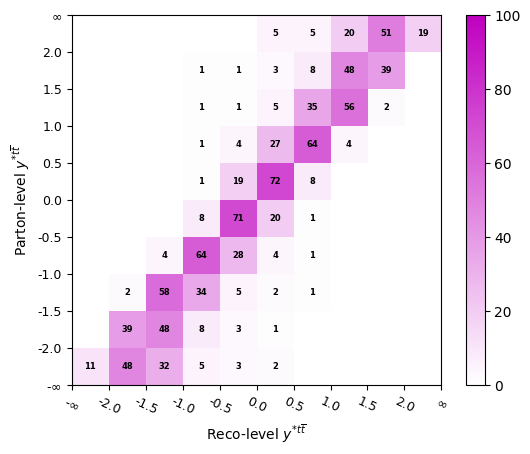 ∞
5 5 20 51 19
2.0
1 1 3 8 48 39
1.5
1 1 5 35 56 2
1.0
1 4 27 64 4
0.5
1 19 72 8
0.0
8 71 20 1
-0.5
4 64 28 4 1
-1.0
2 58 34 5 2 1
-1.5
39 48 8 3 1
-2.0
11 48 32 5 3 2
-∞
Parton-level y*tt̅
-∞ -2.0 -1.5 -1.0 -0.5 0.0 0.5 1.0 1.5 2.0 ∞
Reco-level y*tt̅
100
80
60
40
20
0